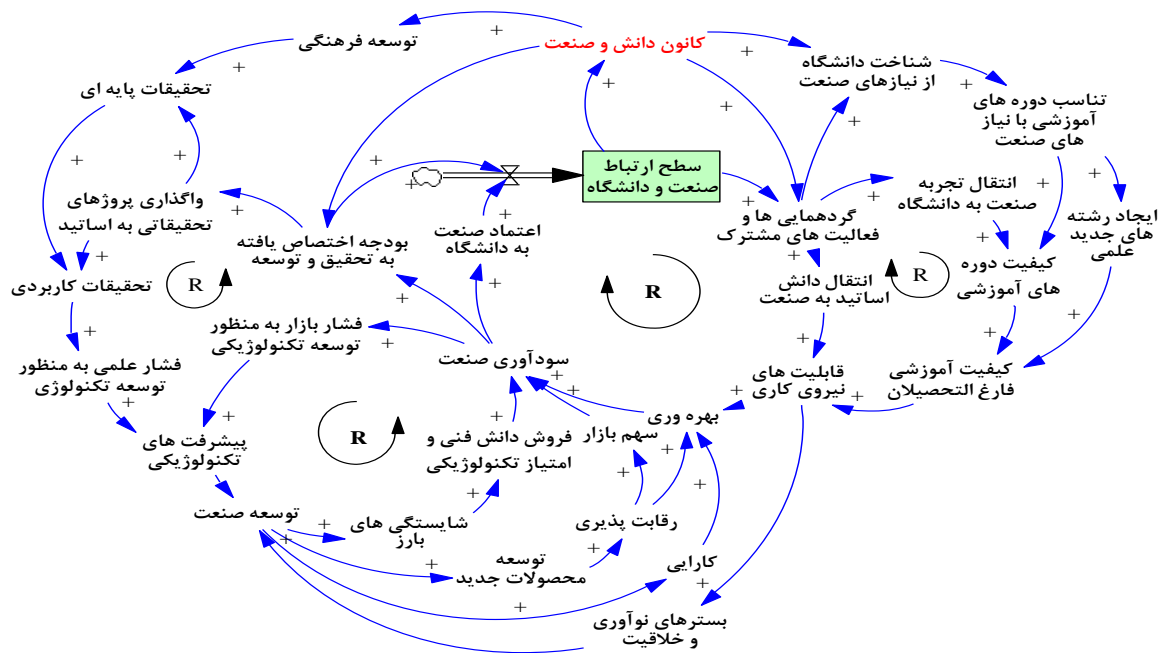 کانون دانش و صنعت
توسعه فرهنگی
شناخت دانشگاه
از نیازهای صنعت
تحقیقات پایه ای
تناسب دوره های
آموزشی با نیاز
های صنعت
سطح ارتباط
صنعت و دانشگاه
انتقال تجربه
صنعت به دانشگاه
ایجاد رشته
های جدید
علمی
واگذاری پروژهای
تحقیقاتی به اساتید
گردهمایی ها و
فعالیت های مشترک
اعتماد صنعت
به دانشگاه
بودجه اختصاص یافته
به تحقیق و توسعه
کیفیت دوره
های آموزشی
انتقال دانش
اساتید به صنعت
تحقیقات کاربردی
R
R
R
فشار بازار به منظور
توسعه تکنولوژیکی
سودآوری صنعت
فشار علمی به منظور
توسعه تکنولوژی
قابلیت های
نیروی کاری
کیفیت آموزشی
فارغ التحصیلان
بهره وری
سهم بازار
فروش دانش فنی و
امتیاز تکنولوژیکی
R
پیشرفت های
تکنولوژیکی
توسعه صنعت
شایستگی های
بارز
رقابت پذیری
توسعه
محصولات جدید
کارایی
بسترهای نوآوری
و خلاقیت